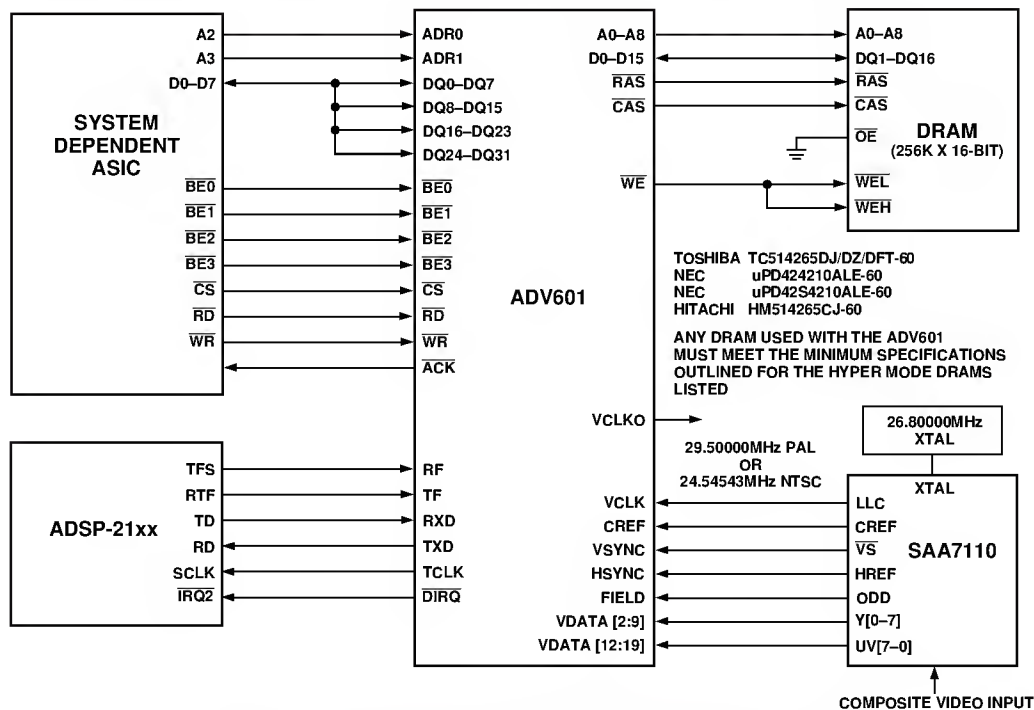 SYSTEM
DEPENDENT
ASIC
A2
A3
D0–D7
BE0
BE1
BE2
BE3
CS
RD
WR
ADR0
ADR1
DQ0–DQ7
DQ8–DQ15
DQ16–DQ23
DQ24–DQ31
BE0
BE1
BE2
BE3
CS
RD
WR
ACK
ADV601
A0–A8
D0–D15
RAS
CAS
WE
A0–A8
DQ1–DQ16
RAS
CAS
OE
WEL
WEH
DRAM
(256K X 16-BIT)
TOSHIBA TC514265DJ/DZ/DFT-60
NEC uPD424210ALE-60
NEC uPD42S4210ALE-60
HITACHI HM514265CJ-60
ANY DRAM USED WITH THE ADV601
MUST MEET THE MINIMUM SPECIFICATIONS
OUTLINED FOR THE HYPER MODE DRAMS
LISTED
VCLKO
29.50000MHz PAL
OR
24.54543MHz NTSC
26.80000MHz
XTAL
ADSP-21xx
TFS
RTF
TD
RD
SCLK
IRQ2
RF
TF
RXD
TXD
TCLK
DIRQ
VCLK
CREF
VSYNC
HSYNC
FIELD
VDATA [2:9]
VDATA [12:19]
XTAL
LLC
CREF
VS
HREF
ODD
Y[0–7]
UV[7–0]
SAA7110
COMPOSITE VIDEO INPUT